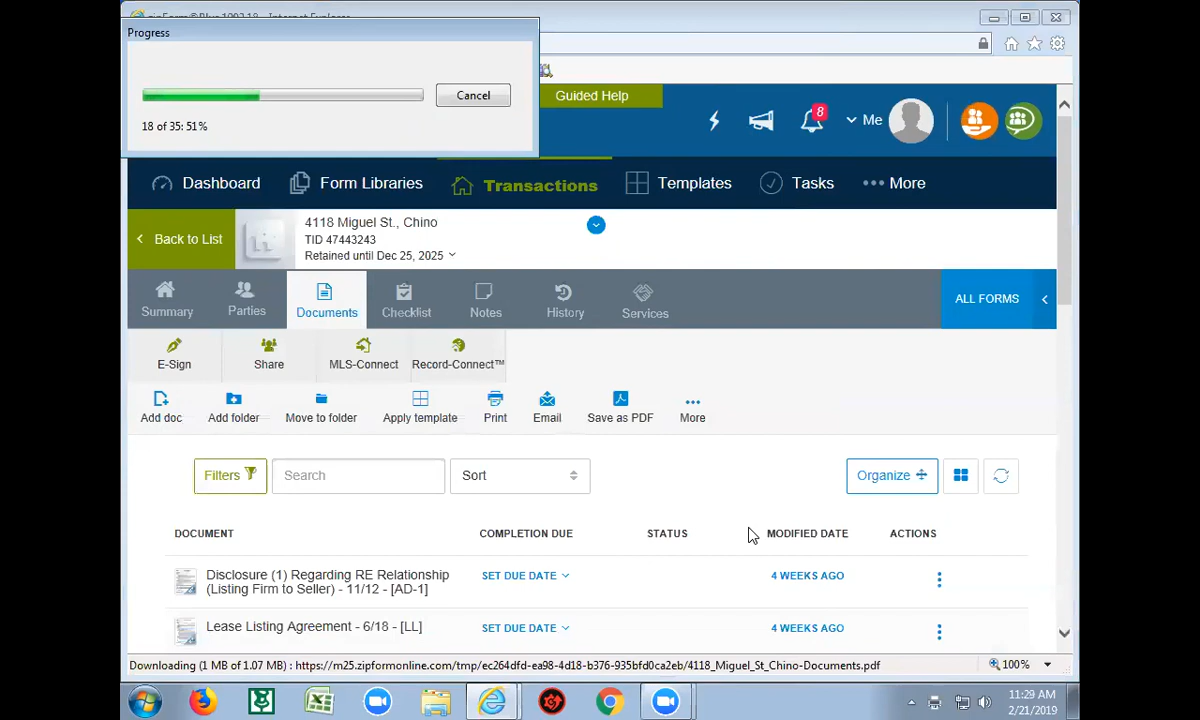 Progress
Cancel
18 of 35: 51%
Guided Help
8
Me
Dashboard
Form Libraries
Transactions
Templates
Tasks
More
Back to List
4118 Miguel St., Chino
TID 47443243
Retained until Dec 25, 2025
Summary
Parties
Documents
Checklist
Notes
History
Services
ALL FORMS
E-Sign
Share
MLS-Connect
Record-Connect™
Add doc
Add folder
Move to folder
Apply template
Print
Email
Save as PDF
More
Filters
Search
Sort
Organize
DOCUMENT
COMPLETION DUE
STATUS
MODIFIED DATE
ACTIONS
Disclosure (1) Regarding RE Relationship
(Listing Firm to Seller) - 11/12 - [AD-1]
SET DUE DATE
4 WEEKS AGO
Lease Listing Agreement - 6/18 - [LL]
SET DUE DATE
4 WEEKS AGO
Downloading (1 MB of 1.07 MB) : https://m25.zipformonline.com/tmp/ec264dfd-ea98-4d18-b376-935bfd0ca2eb/4118_Miguel_St_Chino-Documents.pdf
100%
11:29 AM
2/21/2019